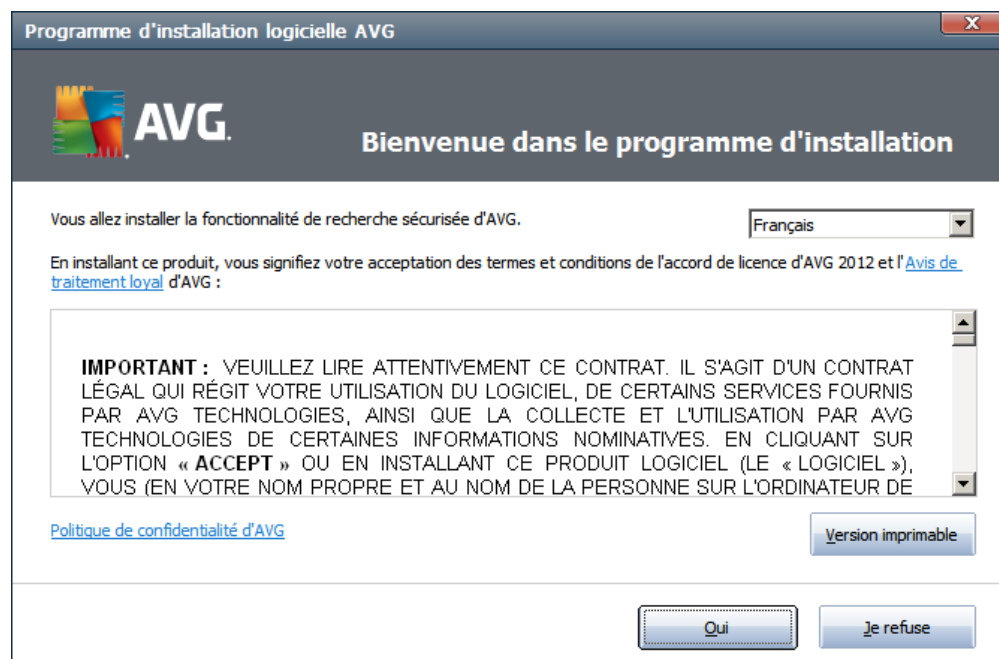 Programme d'installation logicielle AVG
X
AVG.
Bienvenue dans le programme d'installation
Vous allez installer la fonctionnalité de recherche sécurisée d'AVG.
Français
En installant ce produit, vous signifiez votre acceptation des termes et conditions de l'accord de licence d'AVG 2012 et l'Avis de
traitement loyal d'AVG :
IMPORTANT : VEUILLEZ LIRE ATTENTIVEMENT CE CONTRAT. IL S'AGIT D'UN CONTRAT
LÉGAL QUI RÉGIT VOTRE UTILISATION DU LOGICIEL, DE CERTAINS SERVICES FOURNIS
PAR AVG TECHNOLOGIES, AINSI QUE LA COLLECTE ET L'UTILISATION PAR AVG
TECHNOLOGIES DE CERTAINES INFORMATIONS NOMINATIVES. EN CLIQUANT SUR
L'OPTION « ACCEPT » OU EN INSTALLANT CE PRODUIT LOGICIEL (LE « LOGICIEL »),
VOUS (EN VOTRE NOM PROPRE ET AU NOM DE LA PERSONNE SUR L'ORDINATEUR DE
Politique de confidentialité d'AVG
Version imprimable
Oui
Je refuse